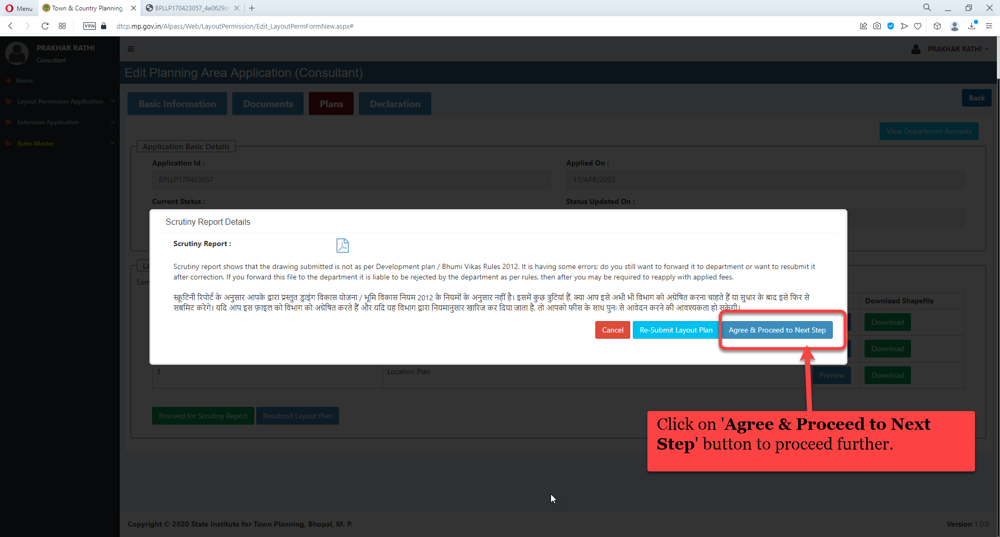 Menu
Town & Country Planning,
BPLLP170423057_4e0629d
VPN
dtcp.mp.gov.in/Alpass/Web/LayoutPermission/Edit_LayoutPermFormNew.aspx#
PRAKHAR RATHI
Consultant
PRAKHAR RATHI
Edit Planning Area Application (Consultant)
Home
Layout Permission Application
Extension Application
Rules Master
Basic Information
Documents
Plans
Declaration
Back
View Department Remarks
Application Basic Details
Application Id :
Applied On :
BPLLP170423057
17/APR/2023
Current Status :
Status Updated On :
Scrutiny Report Details
Scrutiny Report :
Scrutiny report shows that the drawing submitted is not as per Development plan / Bhumi Vikas Rules 2012. It is having some errors; do you still want to forward it to department or want to resubmit it
after correction. If you forward this file to the department it is liable to be rejected by the department as per rules, then after you may be required to reapply with applied fees.
स्क्रूटिनी रिपोर्ट के अनुसार आपके द्वारा प्रस्तुत ड्राइंग विकास योजना / भूमि विकास नियम 2012 के नियमों के अनुसार नहीं है। इसमें कुछ त्रुटियां हैं, क्या आप इसे अभी भी विभाग को अग्रेषित करना चाहते हैं या सुधार के बाद इसे फिर से
सबमिट करेगे। यदि आप इस फ़ाइल को विभाग को अग्रेषित करते हैं और यदि यह विभाग द्वारा नियमानुसार खारिज कर दिया जाता है, तो आपको फीस के साथ पुनः से आवेदन करने की आवश्यकता हो सकेगी।
Cancel
Re-Submit Layout Plan
Agree & Proceed to Next Step
La
Sam
Download Shapefile
Download
Download
3
Location Plan
Preview
Download
Proceed for Scrutiny Report
Resubmit Layout Plan
Click on 'Agree & Proceed to Next
Step' button to proceed further.
Copyright © 2020 State Institute for Town Planning, Bhopal, M. P.
Version 1.0.0